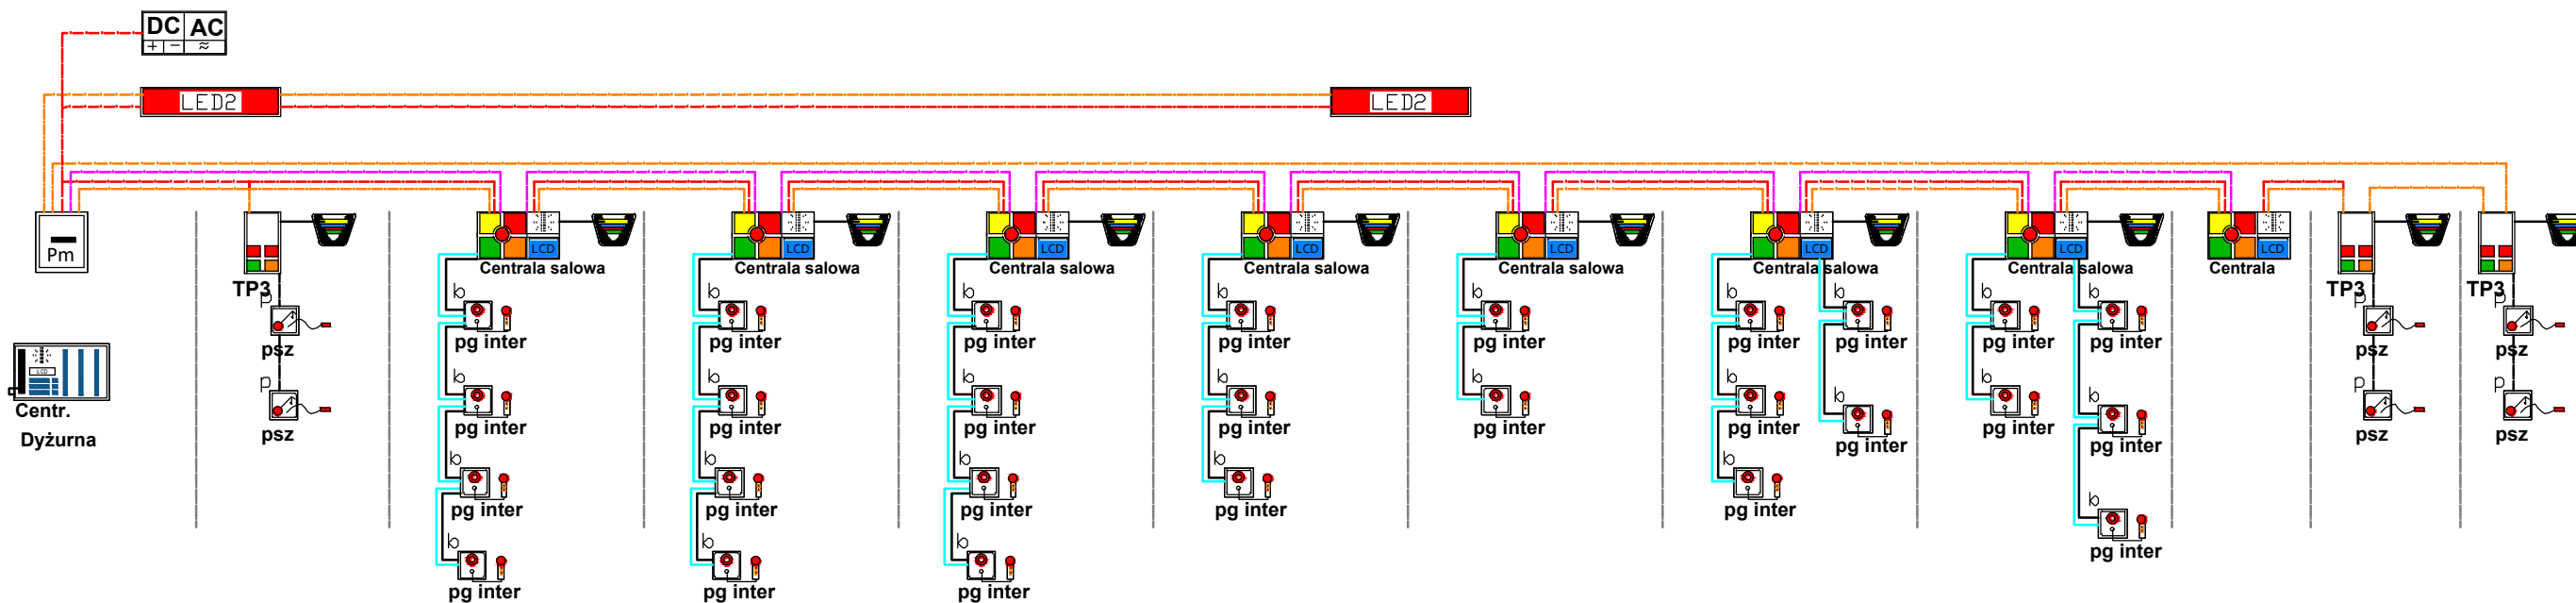 DC AC
+ − ≈
LED2
LED2
Pm
LCD
LCD
LCD
LCD
LCD
LCD
LCD
LCD
Centrala salowa
Centrala salowa
Centrala salowa
Centrala salowa
Centrala salowa
Centrala salowa
Centrala salowa
Centrala
TP3
TP3
TP3
p
p
p
b
b
b
b
b
b
b
b
b
psz
pg inter
pg inter
pg inter
pg inter
pg inter
pg inter
pg inter
pg inter
pg inter
psz
psz
LCD
Centr.
Dyżurna
p
p
p
b
b
b
b
b
b
b
b
b
psz
pg inter
pg inter
pg inter
pg inter
pg inter
pg inter
pg inter
pg inter
pg inter
psz
psz
b
b
b
b
b
b
pg inter
pg inter
pg inter
pg inter
pg inter
pg inter
b
b
b
pg inter
pg inter
pg inter